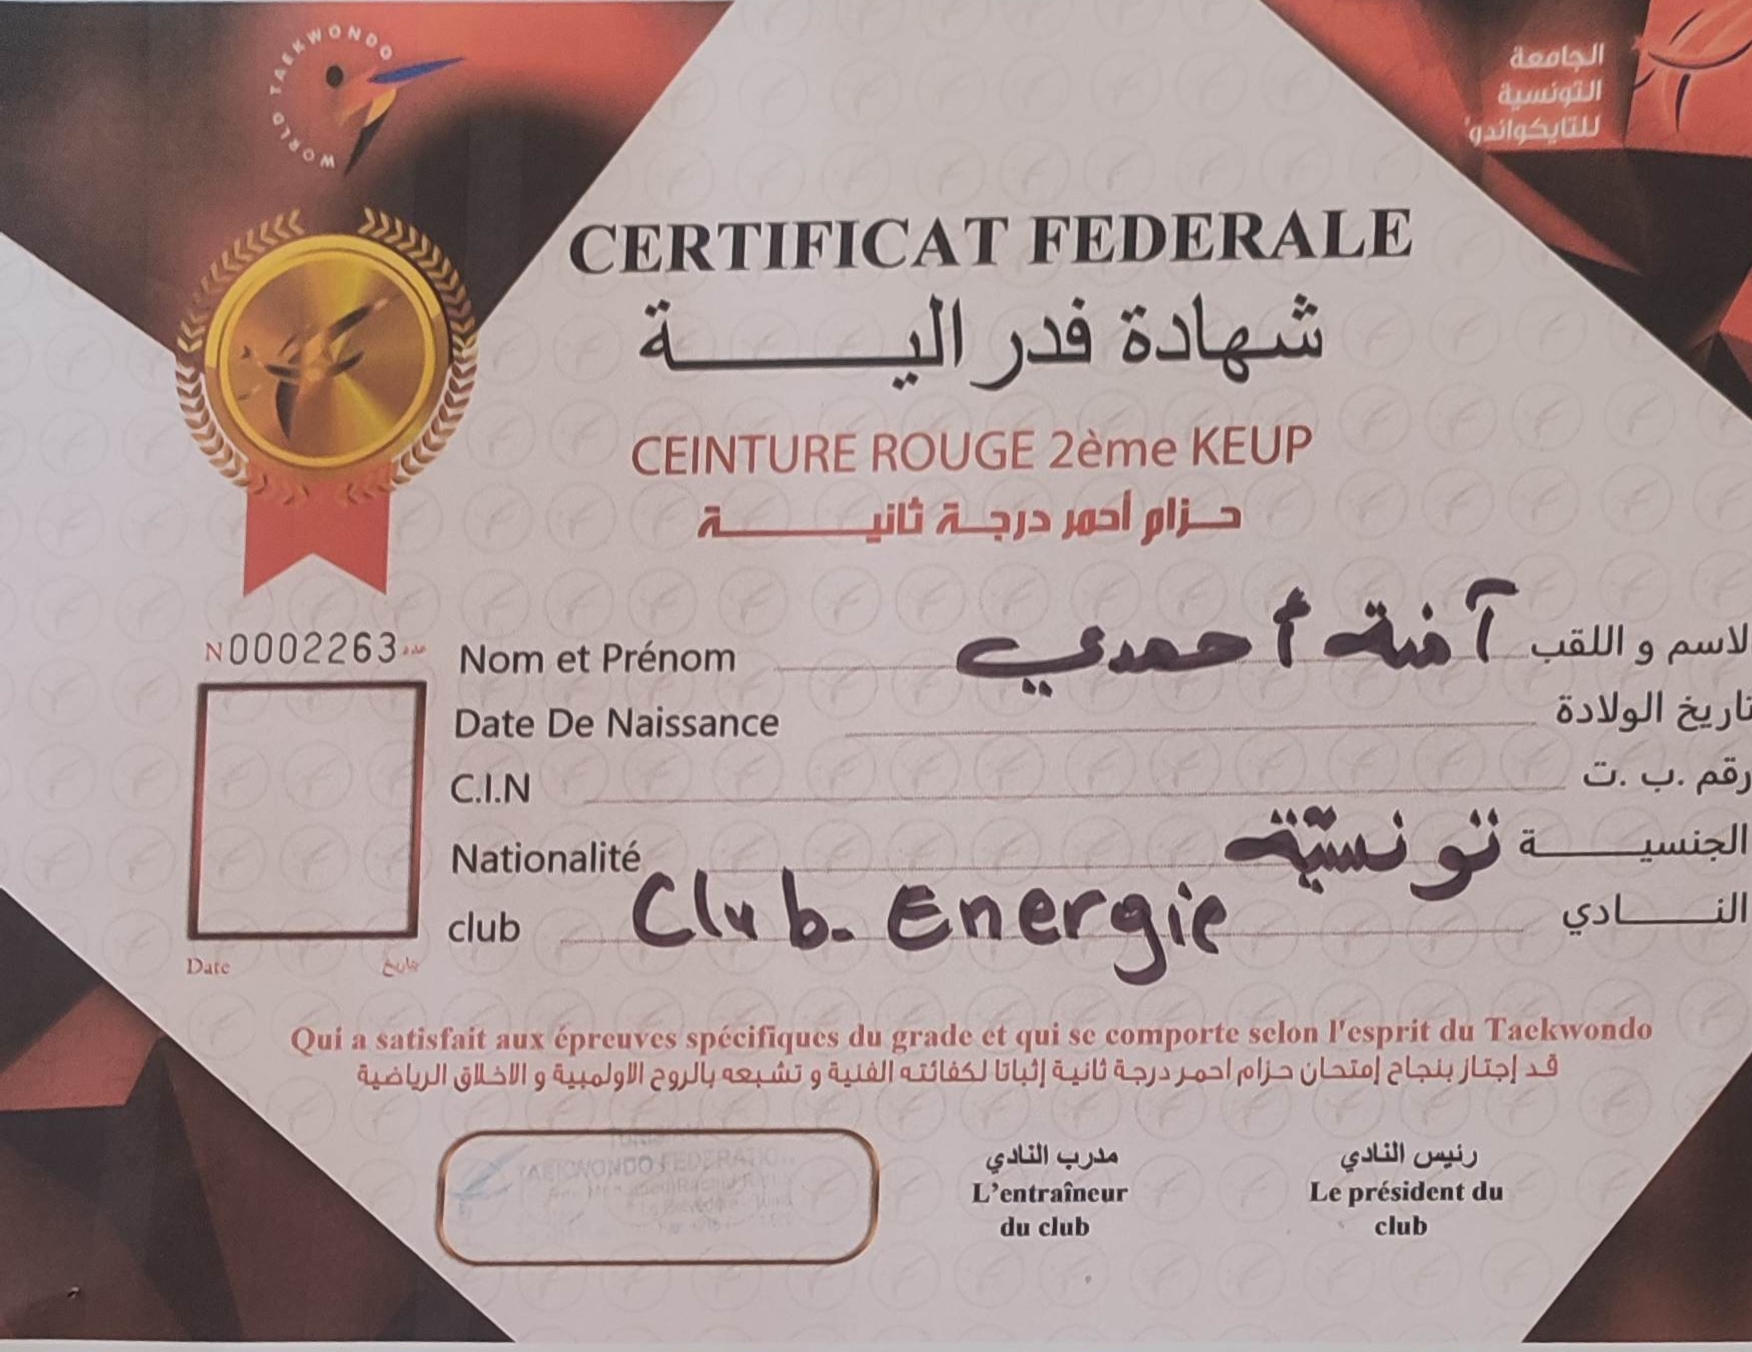 WORLD TAEKWONDO
الجامعة
التونسية
للتايكواندو
CERTIFICAT FEDERALE
شهادة فدرالية
CEINTURE ROUGE 2ème KEUP
حزام أحمر درجة ثانية
N0002263 عدد
Nom et Prénom آمنة أحمدي لاسم و اللقب
Date De Naissance تاريخ الولادة
C.I.N رقم .ب .ت
Nationalité تونسية الجنسية
club Club. Energie النادي
Date تاريخ
Qui a satisfait aux épreuves spécifiques du grade et qui se comporte selon l'esprit du Taekwondo
قد إجتاز بنجاح إمتحان حزام احمر درجة ثانية إثباتا لكفائته الفنية و تشبعه بالروح الاولمبية و الاخلاق الرياضية
TAEKWONDO FEDERATION
مدرب النادي
L'entraîneur
du club
رئيس النادي
Le président du
club